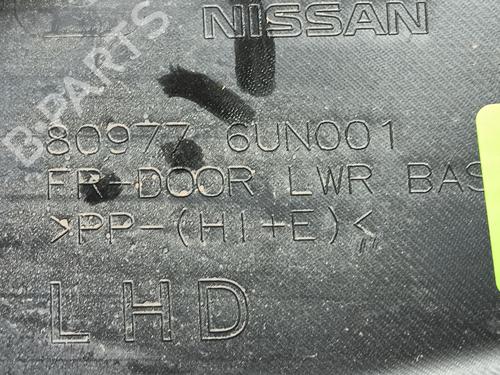 NISSAN
80977 6UN001
FR-DOOR LWR BAS
>PP-(HI+E)<
LHD
B-PARTS